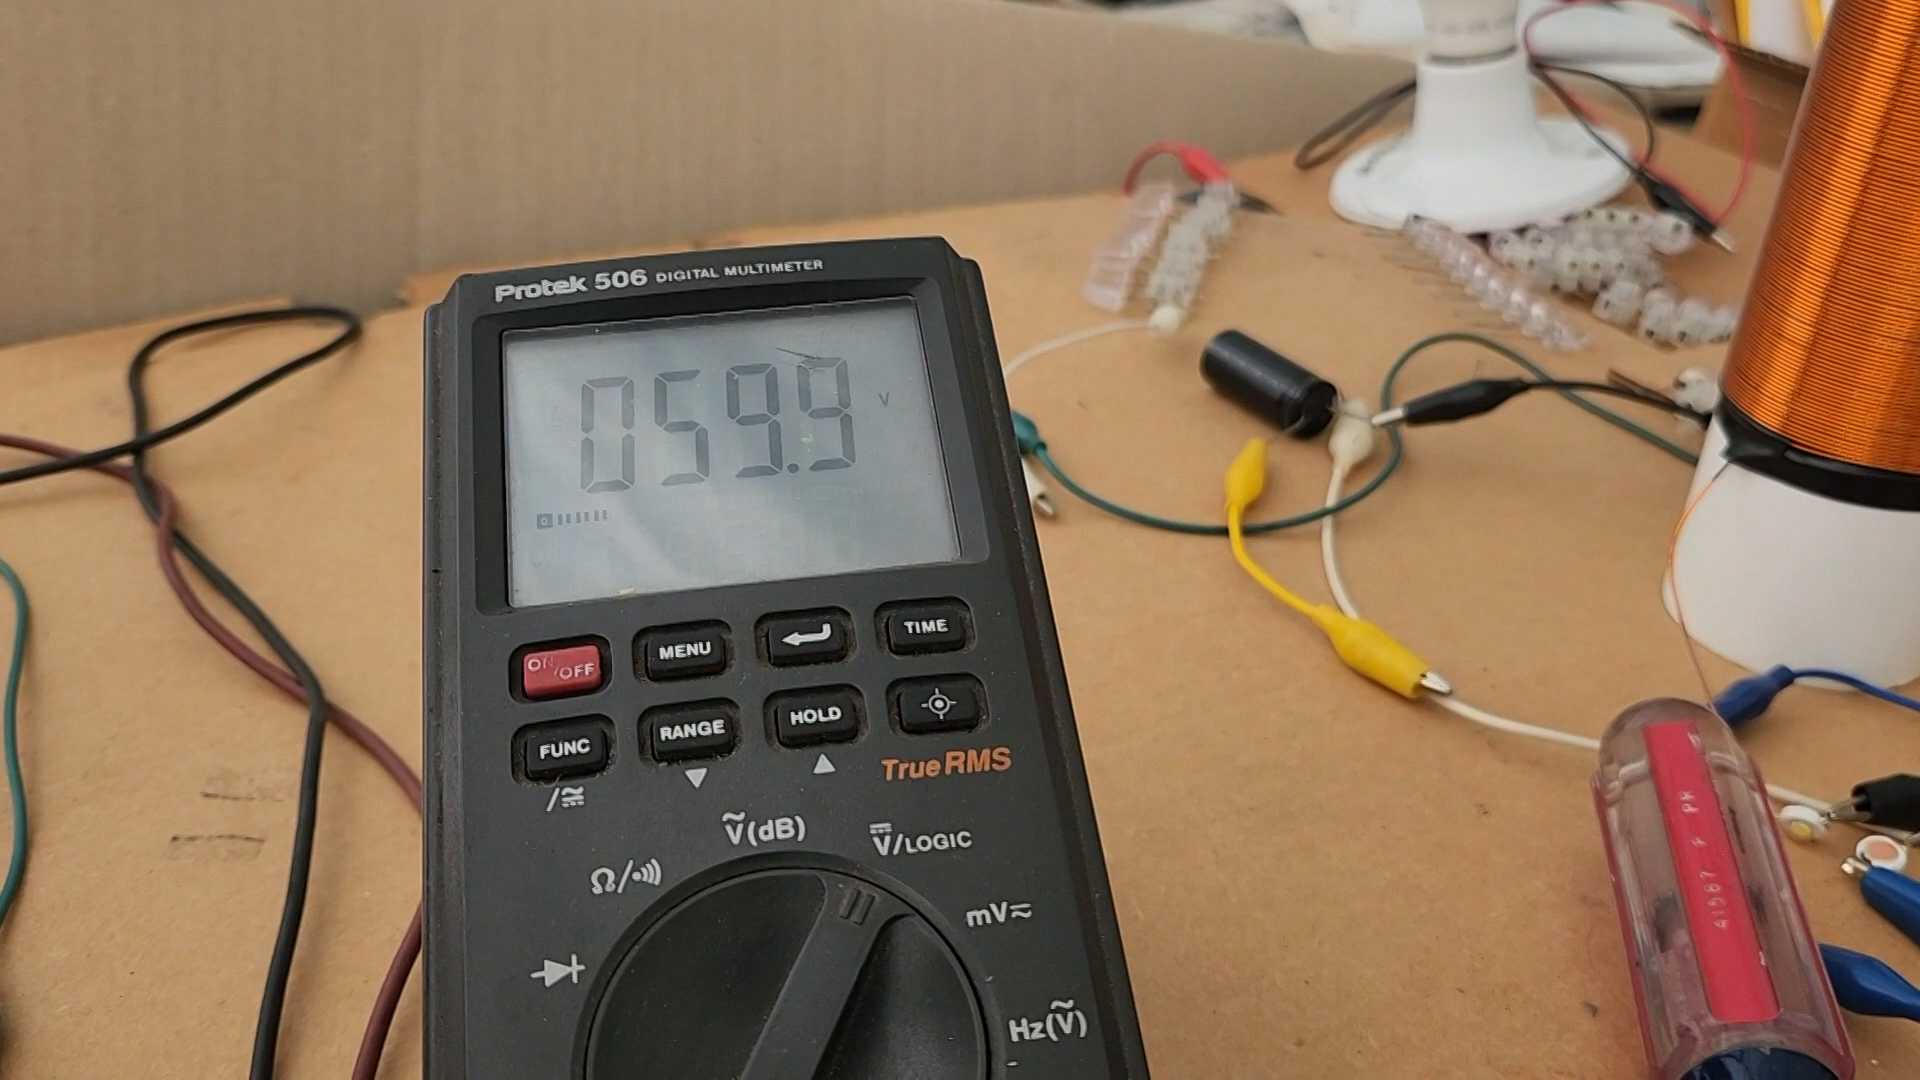 Protek 506 DIGITAL MULTIMETER
059.9 V
0
ON/OFF
MENU
TIME
FUNC
RANGE
HOLD
True RMS
V(dB)
V/LOGIC
Ω
mV
Hz(V)